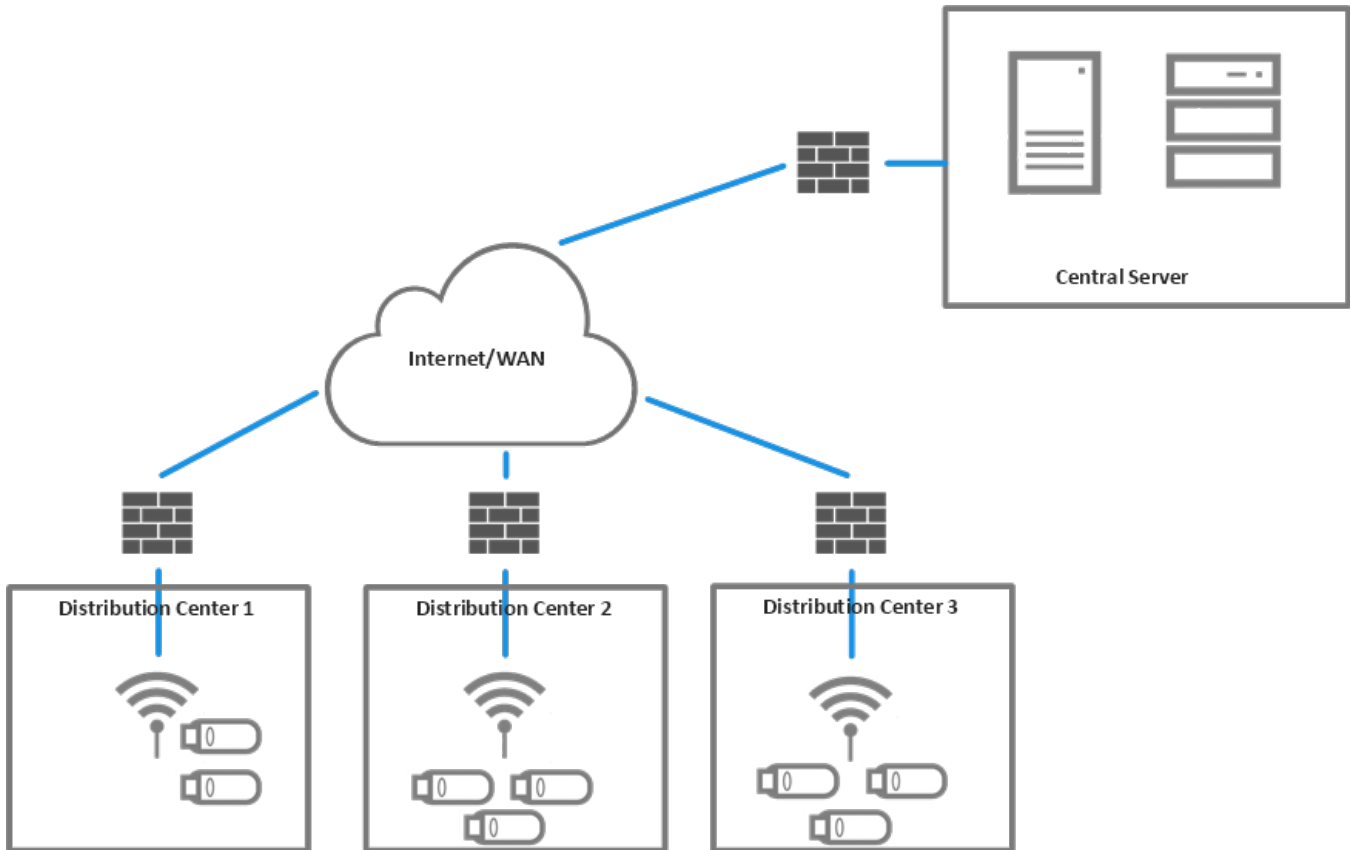 Central Server
Internet/WAN
Distribution Center 1
Distribution Center 2
Distribution Center 3